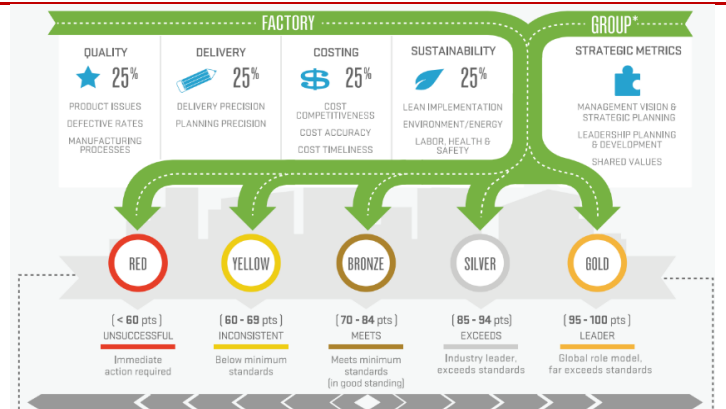 FACTORY
GROUP*
QUALITY
25%
PRODUCT ISSUES
DEFECTIVE RATES
MANUFACTURING
PROCESSES
DELIVERY
25%
DELIVERY PRECISION
PLANNING PRECISION
COSTING
25%
COST
COMPETITIVENESS
COST ACCURACY
COST TIMELINESS
SUSTAINABILITY
25%
LEAN IMPLEMENTATION
ENVIRONMENT/ENERGY
LABOR, HEALTH &
SAFETY
STRATEGIC METRICS
MANAGEMENT VISION &
STRATEGIC PLANNING
LEADERSHIP PLANNING
& DEVELOPMENT
SHARED VALUES
RED
(< 60 pts)
UNSUCCESSFUL
Immediate
action required
YELLOW
(60 - 69 pts)
INCONSISTENT
Below minimum
standards
BRONZE
(70 - 84 pts)
MEETS
Meets minimum
standards
(in good standing)
SILVER
(85 - 94 pts)
EXCEEDS
Industry leader,
exceeds standards
GOLD
(95 - 100 pts)
LEADER
Global role model,
far exceeds standards